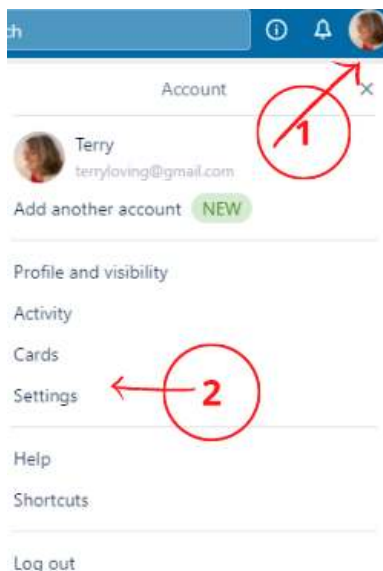 ch
Account
1
Terry
terryloving@gmail.com
Add another account NEW
Profile and visibility
Activity
Cards
Settings
2
Help
Shortcuts
Log out